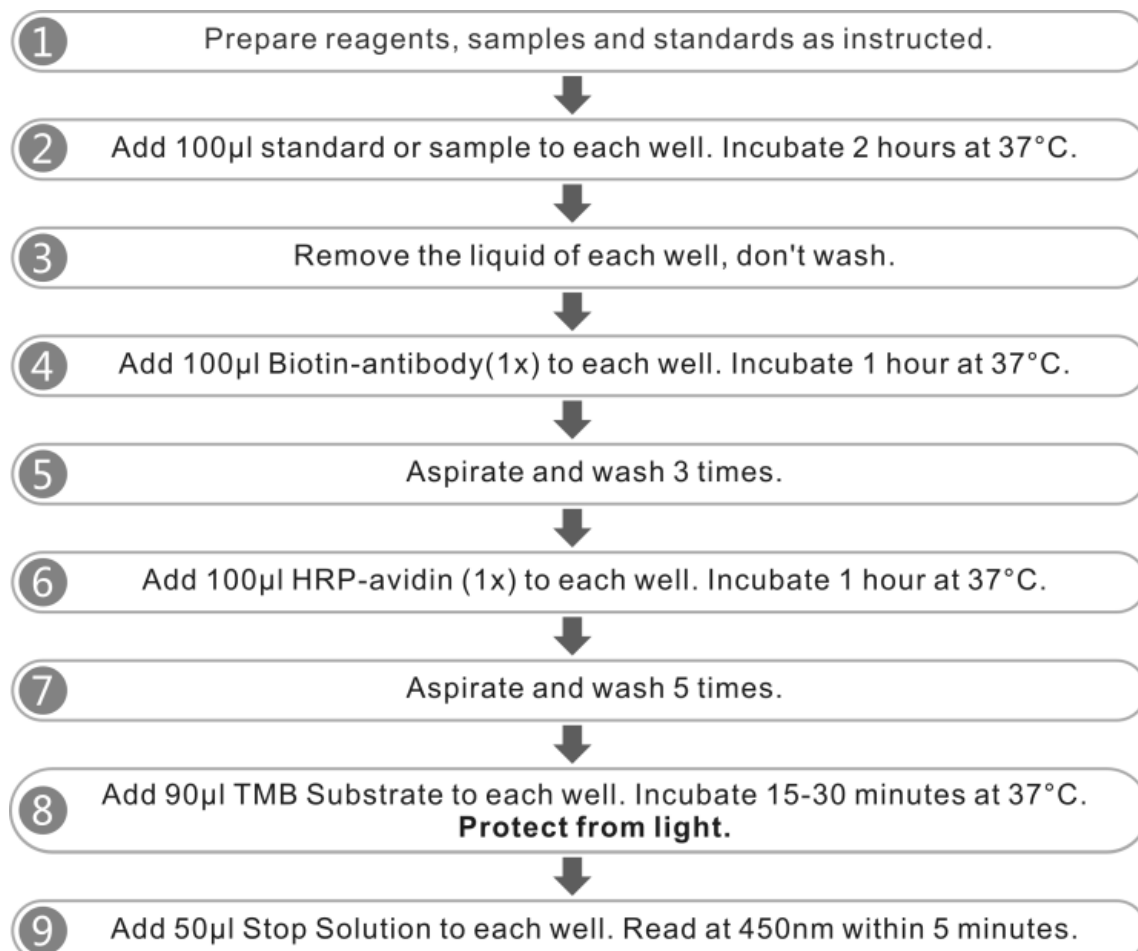 1 Prepare reagents, samples and standards as instructed.
2 Add 100μl standard or sample to each well. Incubate 2 hours at 37°C.
3 Remove the liquid of each well, don't wash.
4 Add 100μl Biotin-antibody(1x) to each well. Incubate 1 hour at 37°C.
5 Aspirate and wash 3 times.
6 Add 100μl HRP-avidin (1x) to each well. Incubate 1 hour at 37°C.
7 Aspirate and wash 5 times.
8 Add 90μl TMB Substrate to each well. Incubate 15-30 minutes at 37°C.
Protect from light.
9 Add 50μl Stop Solution to each well. Read at 450nm within 5 minutes.